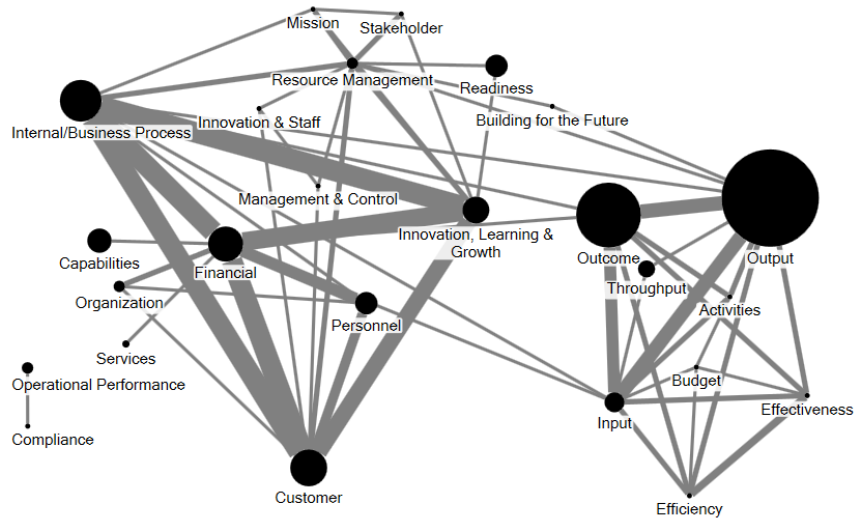 Mission
Stakeholder
Resource Management
Readiness
Building for the Future
Innovation & Staff
Internal/Business Process
Management & Control
Innovation, Learning &
Growth
Outcome
Output
Capabilities
Financial
Throughput
Organization
Personnel
Activities
Services
Operational Performance
Budget
Effectiveness
Input
Compliance
Customer
Efficiency